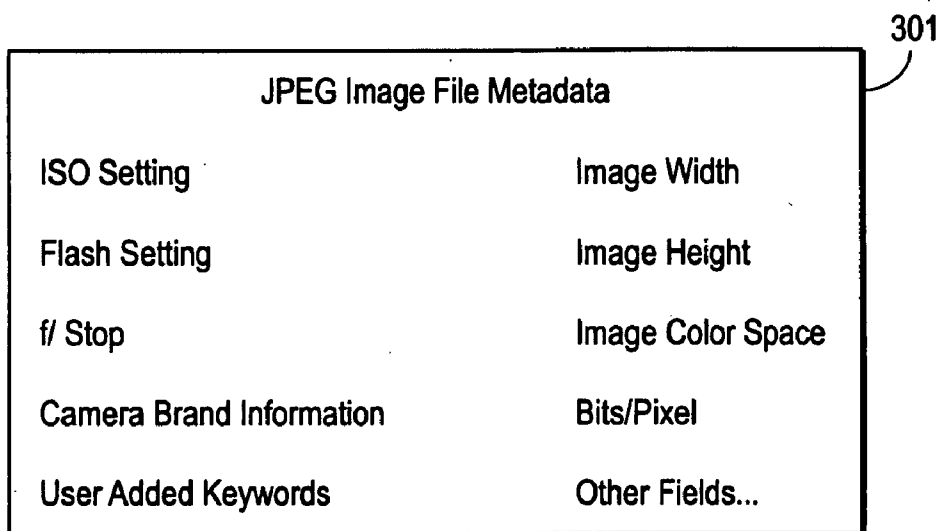 301
JPEG Image File Metadata
ISO Setting
Image Width
Flash Setting
Image Height
f/ Stop
Image Color Space
Camera Brand Information
Bits/Pixel
User Added Keywords
Other Fields...